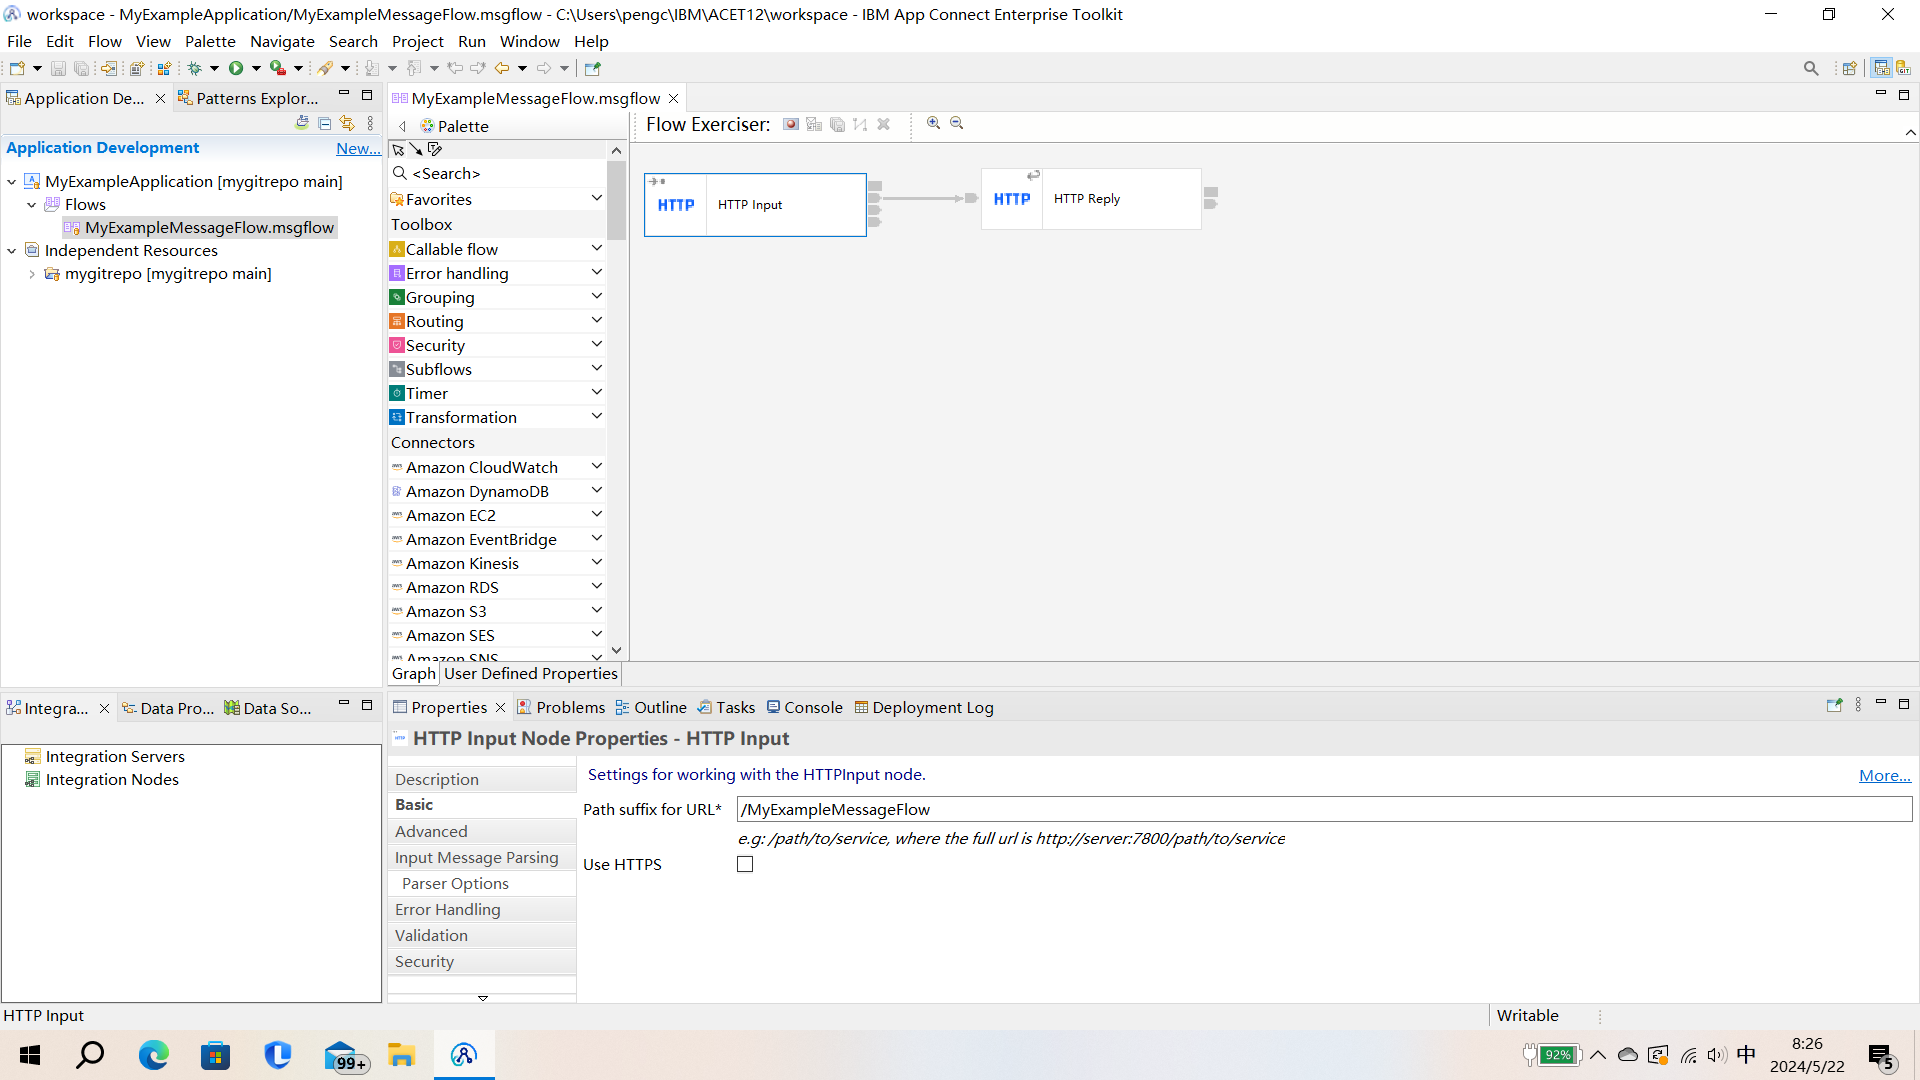 workspace - MyExampleApplication/MyExampleMessageFlow.msgflow - C:\Users\pengc\IBM\ACET12\workspace - IBM App Connect Enterprise Toolkit
File Edit Flow View Palette Navigate Search Project Run Window Help
Application De...
Patterns Explor...
MyExampleMessageFlow.msgflow
Palette
Flow Exerciser:
Application Development
New...
MyExampleApplication [mygitrepo main]
Flows
MyExampleMessageFlow.msgflow
Independent Resources
mygitrepo [mygitrepo main]
<Search>
Favorites
Toolbox
Callable flow
Error handling
Grouping
Routing
Security
Subflows
Timer
Transformation
Connectors
Amazon CloudWatch
Amazon DynamoDB
Amazon EC2
Amazon EventBridge
Amazon Kinesis
Amazon RDS
Amazon S3
Amazon SES
Amazon SNS
HTTP
HTTP Input
HTTP
HTTP Reply
Graph
User Defined Properties
Integra...
Data Pro...
Data So...
Integration Servers
Integration Nodes
Properties
Problems
Outline
Tasks
Console
Deployment Log
HTTP Input Node Properties - HTTP Input
Description
Basic
Advanced
Input Message Parsing
Parser Options
Error Handling
Validation
Security
Settings for working with the HTTPInput node.
More...
Path suffix for URL*
/MyExampleMessageFlow
e.g: /path/to/service, where the full url is http://server:7800/path/to/service
Use HTTPS
HTTP Input
Writable
99+
92%
中
8:26
2024/5/22
5